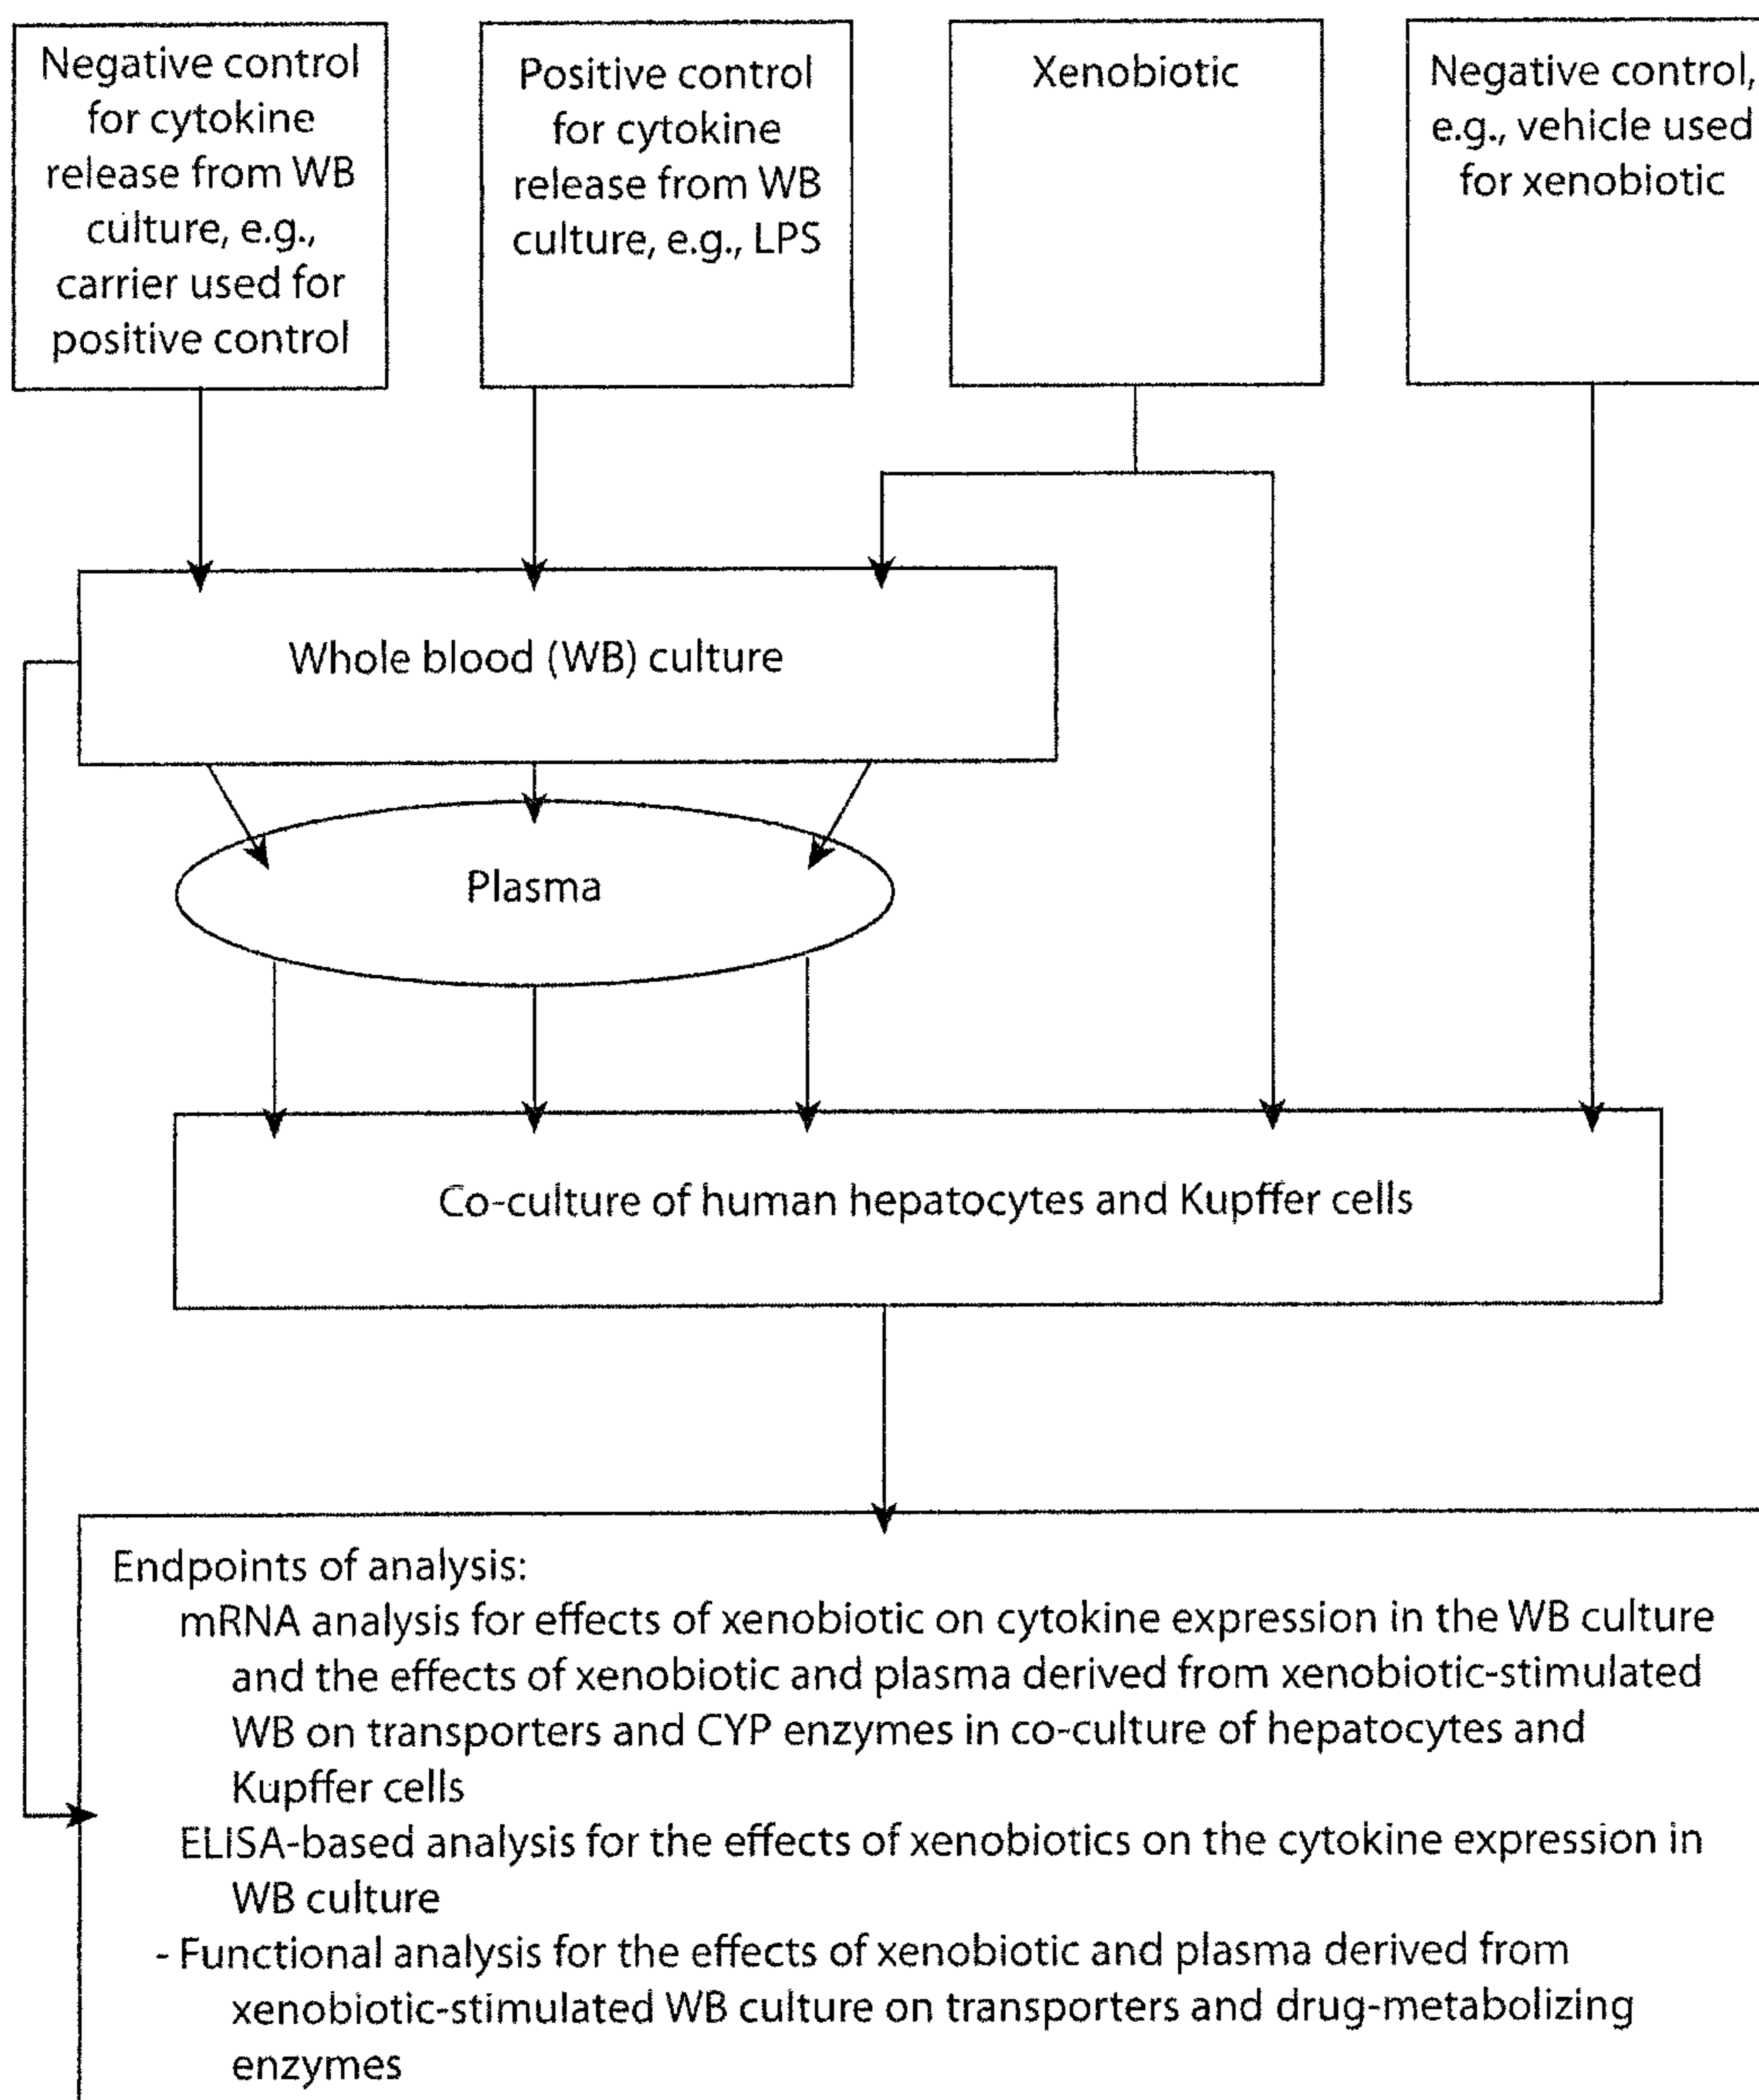 Negative control
for cytokine
release from WB
culture, e.g.,
carrier used for
positive control
Positive control
for cytokine
release from WB
culture, e.g., LPS
Xenobiotic
Negative control,
e.g., vehicle used
for xenobiotic
Whole blood (WB) culture
Plasma
Co-culture of human hepatocytes and Kupffer cells
Endpoints of analysis:
mRNA analysis for effects of xenobiotic on cytokine expression in the WB culture
and the effects of xenobiotic and plasma derived from xenobiotic-stimulated
WB on transporters and CYP enzymes in co-culture of hepatocytes and
Kupffer cells
ELISA-based analysis for the effects of xenobiotics on the cytokine expression in
WB culture
- Functional analysis for the effects of xenobiotic and plasma derived from
xenobiotic-stimulated WB culture on transporters and drug-metabolizing
enzymes